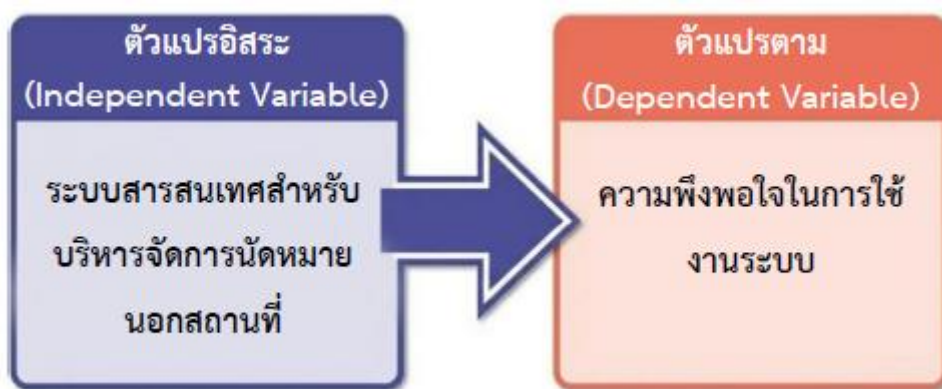 ตัวแปรอิสระ
(Independent Variable)
ระบบสารสนเทศสำหรับ
บริหารจัดการนัดหมาย
นอกสถานที่
ตัวแปรตาม
(Dependent Variable)
ความพึงพอใจในการใช้
งานระบบ